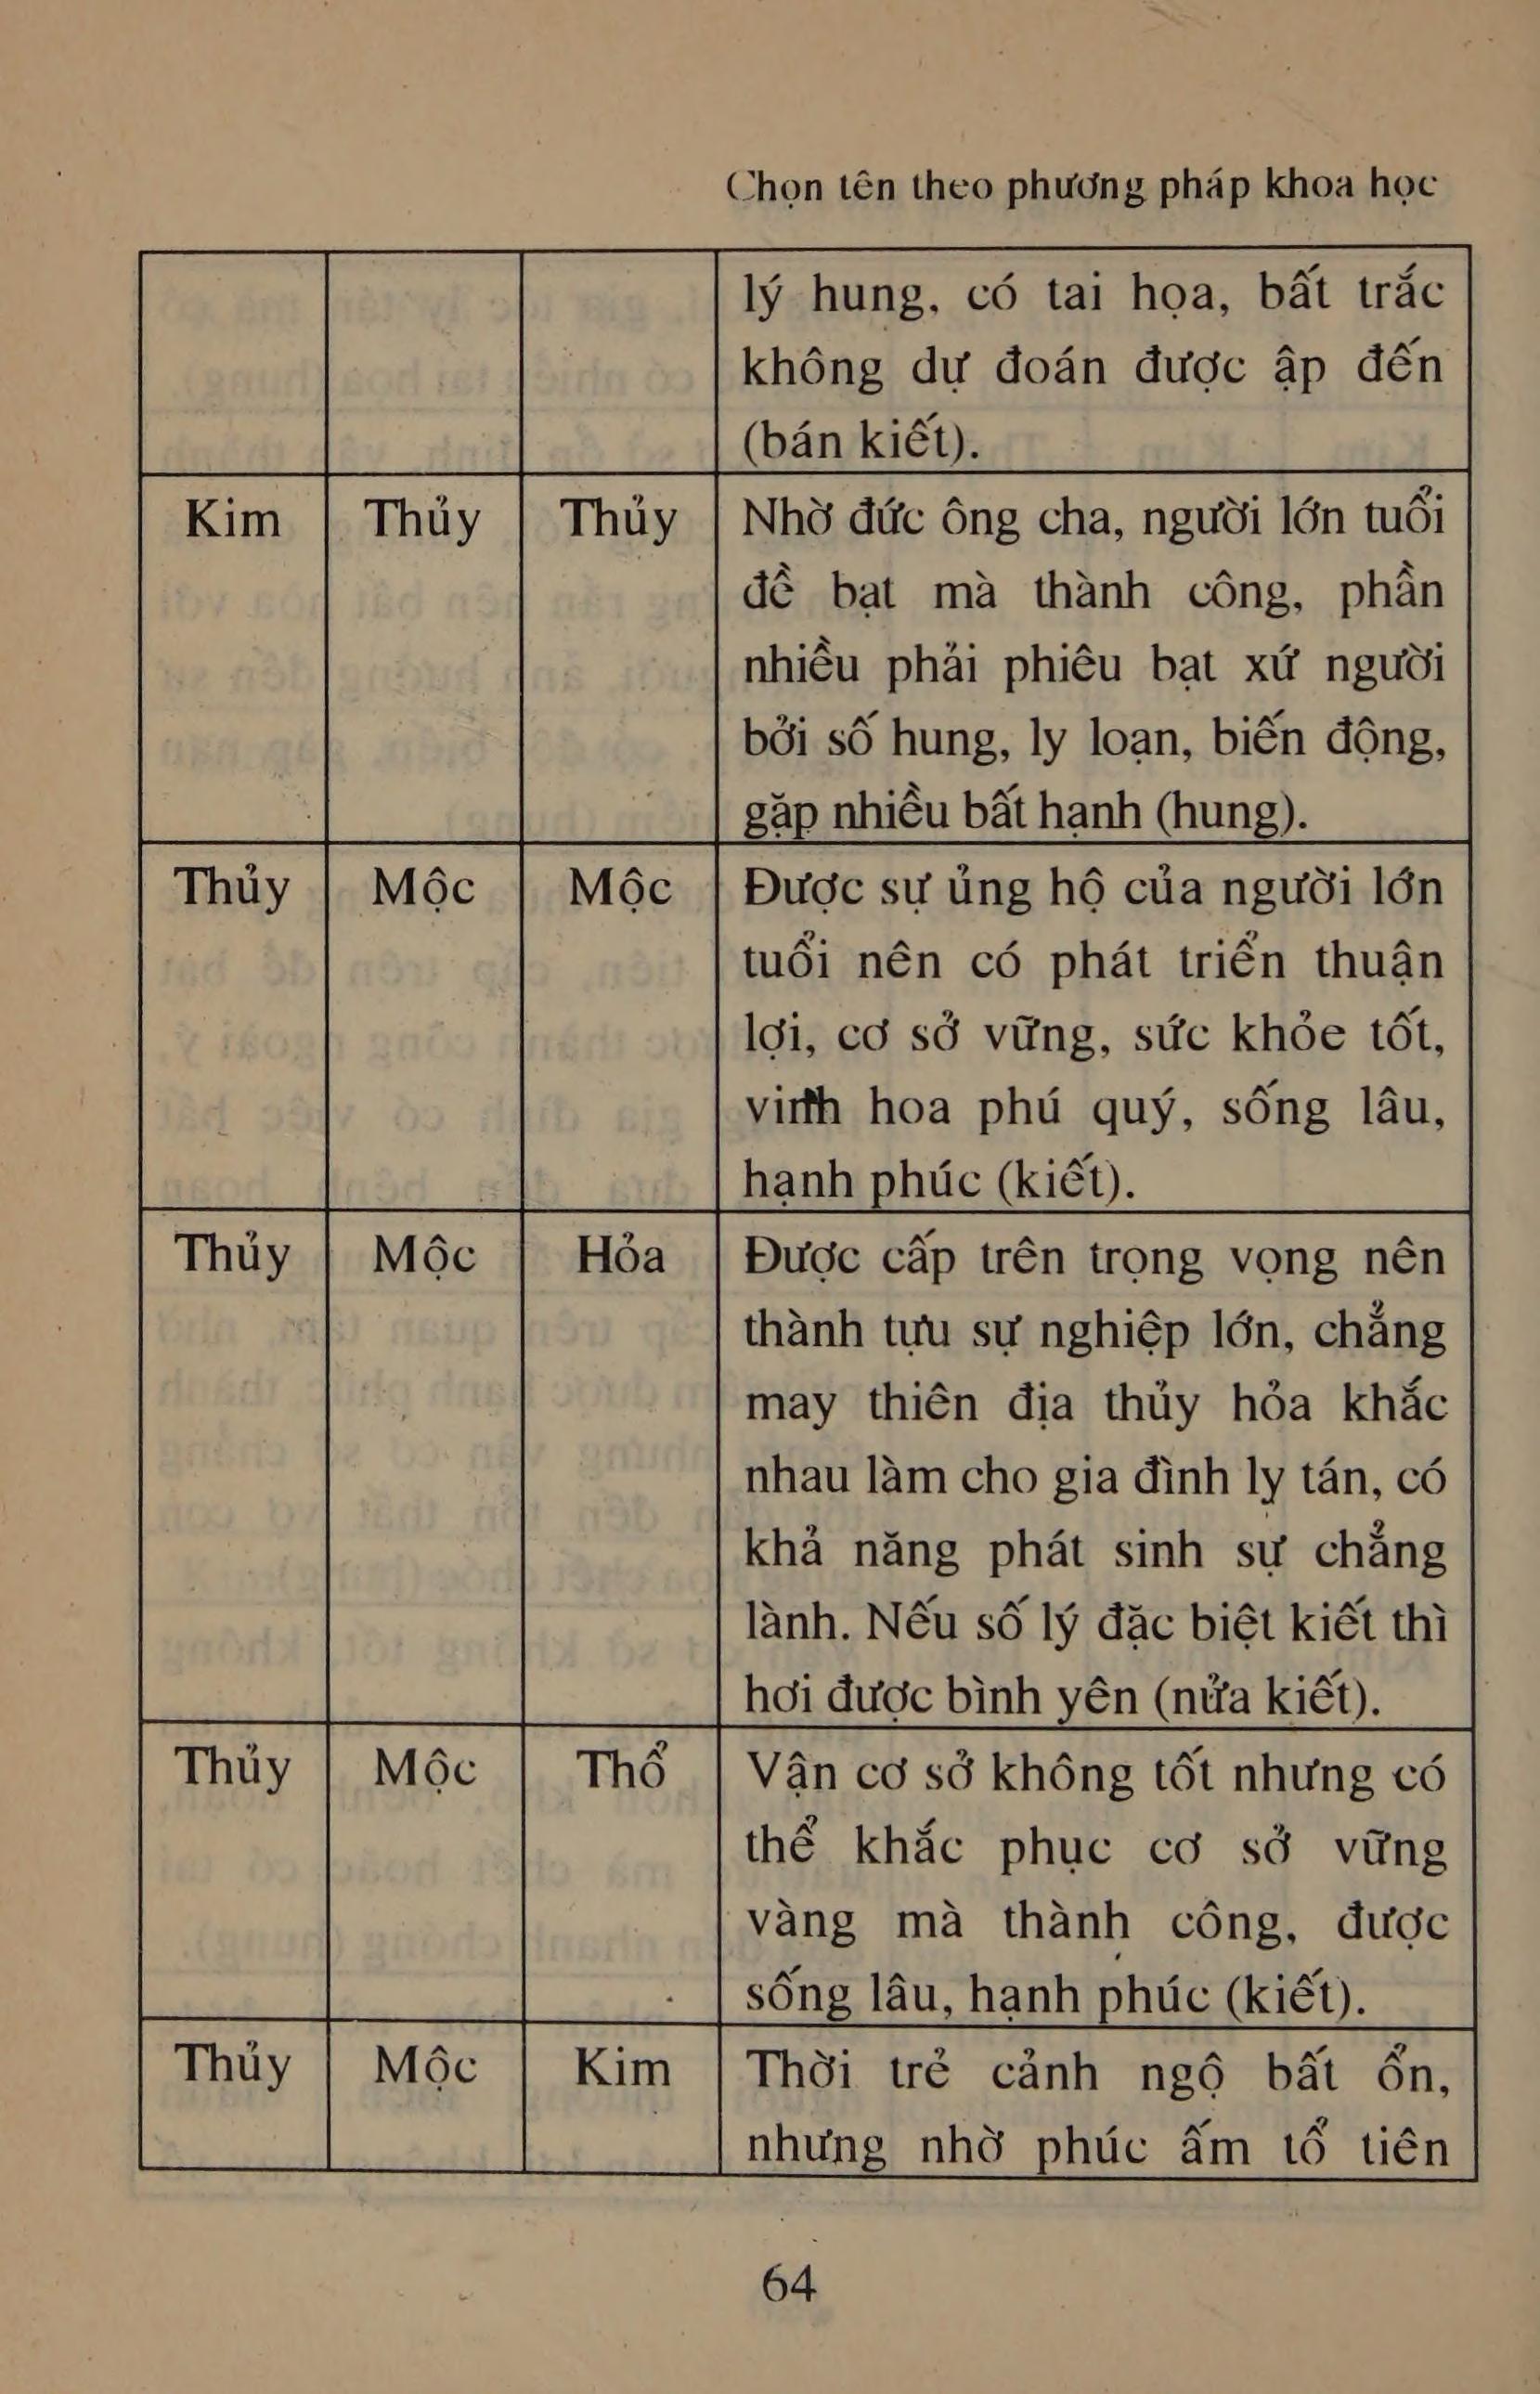 Chọn tên theo phương pháp khoa học
lý hung, có tai họa, bất trắc
không dự đoán được ập đến
(bán kiết).
Kim Thủy Thủy Nhờ đức ông cha, người lớn tuổi
đề bạt mà thành công, phần
nhiều phải phiêu bạt xứ người
bởi số hung, ly loạn, biến động,
gặp nhiều bất hạnh (hung).
Thủy Mộc Mộc Được sự ủng hộ của người lớn
tuổi nên có phát triển thuận
lợi, cơ sở vững, sức khỏe tốt,
vinh hoa phú quý, sống lâu,
hạnh phúc (kiết).
Thủy Mộc Hỏa Được cấp trên trọng vọng nên
thành tựu sự nghiệp lớn, chẳng
may thiên địa thủy hỏa khắc
nhau làm cho gia đình ly tán, có
khả năng phát sinh sự chẳng
lành. Nếu số lý đặc biệt kiết thì
hơi được bình yên (nửa kiết).
Thủy Mộc Thổ Vận cơ sở không tốt nhưng có
thể khắc phục cơ sở vững
vàng mà thành công, được
sống lâu, hạnh phúc (kiết).
Thủy Mộc Kim Thời trẻ cảnh ngộ bất ổn,
nhưng nhờ phúc ấm tổ tiên
64